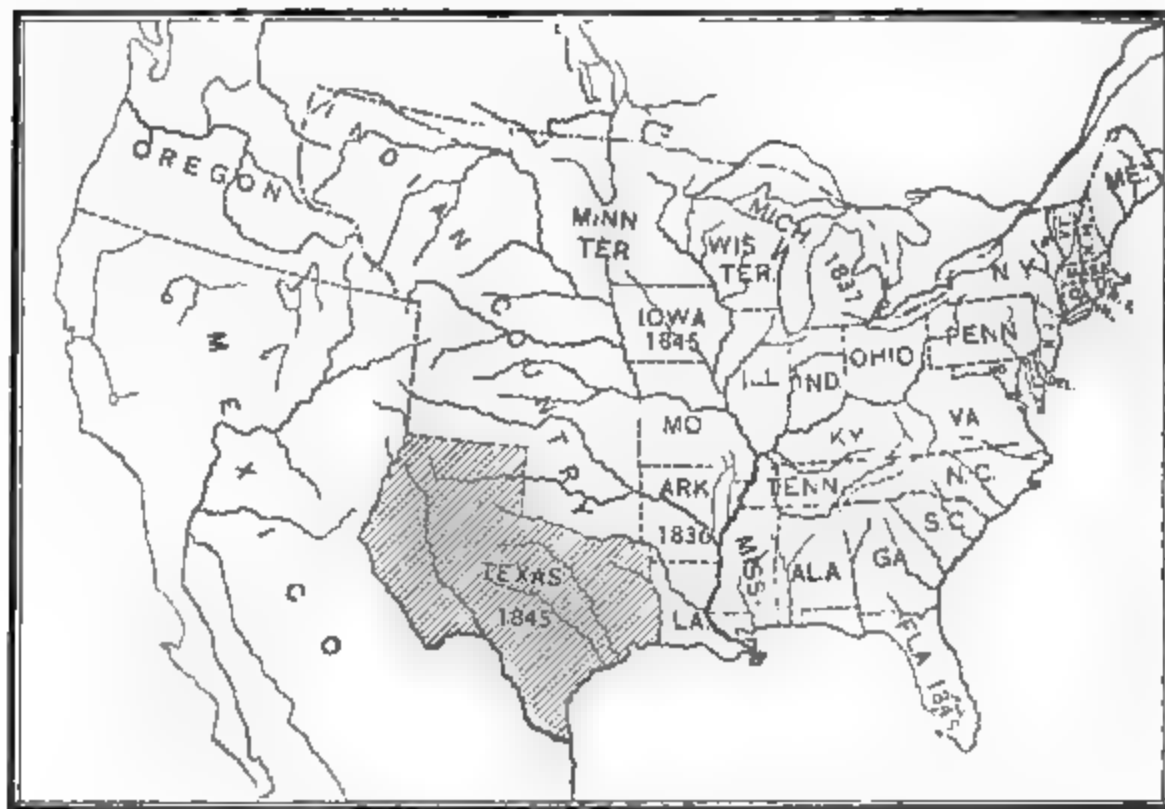 OREGON
INDIAN COUNTRY
MEXICO
MINN
TER
WIS
TER.
MICH
1837
IOWA
1845
ILL
IND
OHIO
PENN
N Y
ME.
MO
KY
VA
ARK
1836
TENN
N.C.
S.C.
MISS.
ALA
GA
LA.
FLA 1845
TEXAS
1845
DEL.